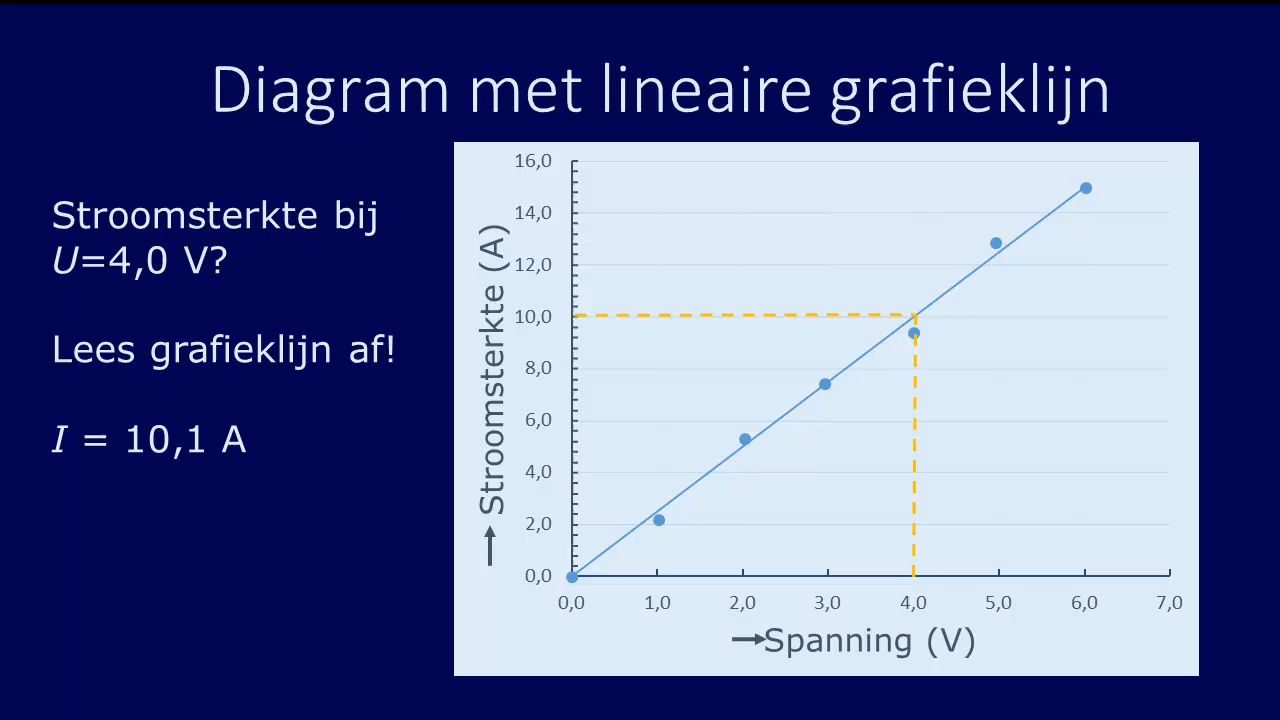 Diagram met lineaire grafieklijn
Stroomsterkte bij
U=4,0 V?
Lees grafieklijn af!
I = 10,1 A
Stroomsterkte (A)
16,0
14,0
12,0
10,0
8,0
6,0
4,0
2,0
0,0
0,0 1,0 2,0 3,0 4,0 5,0 6,0 7,0
Spanning (V)